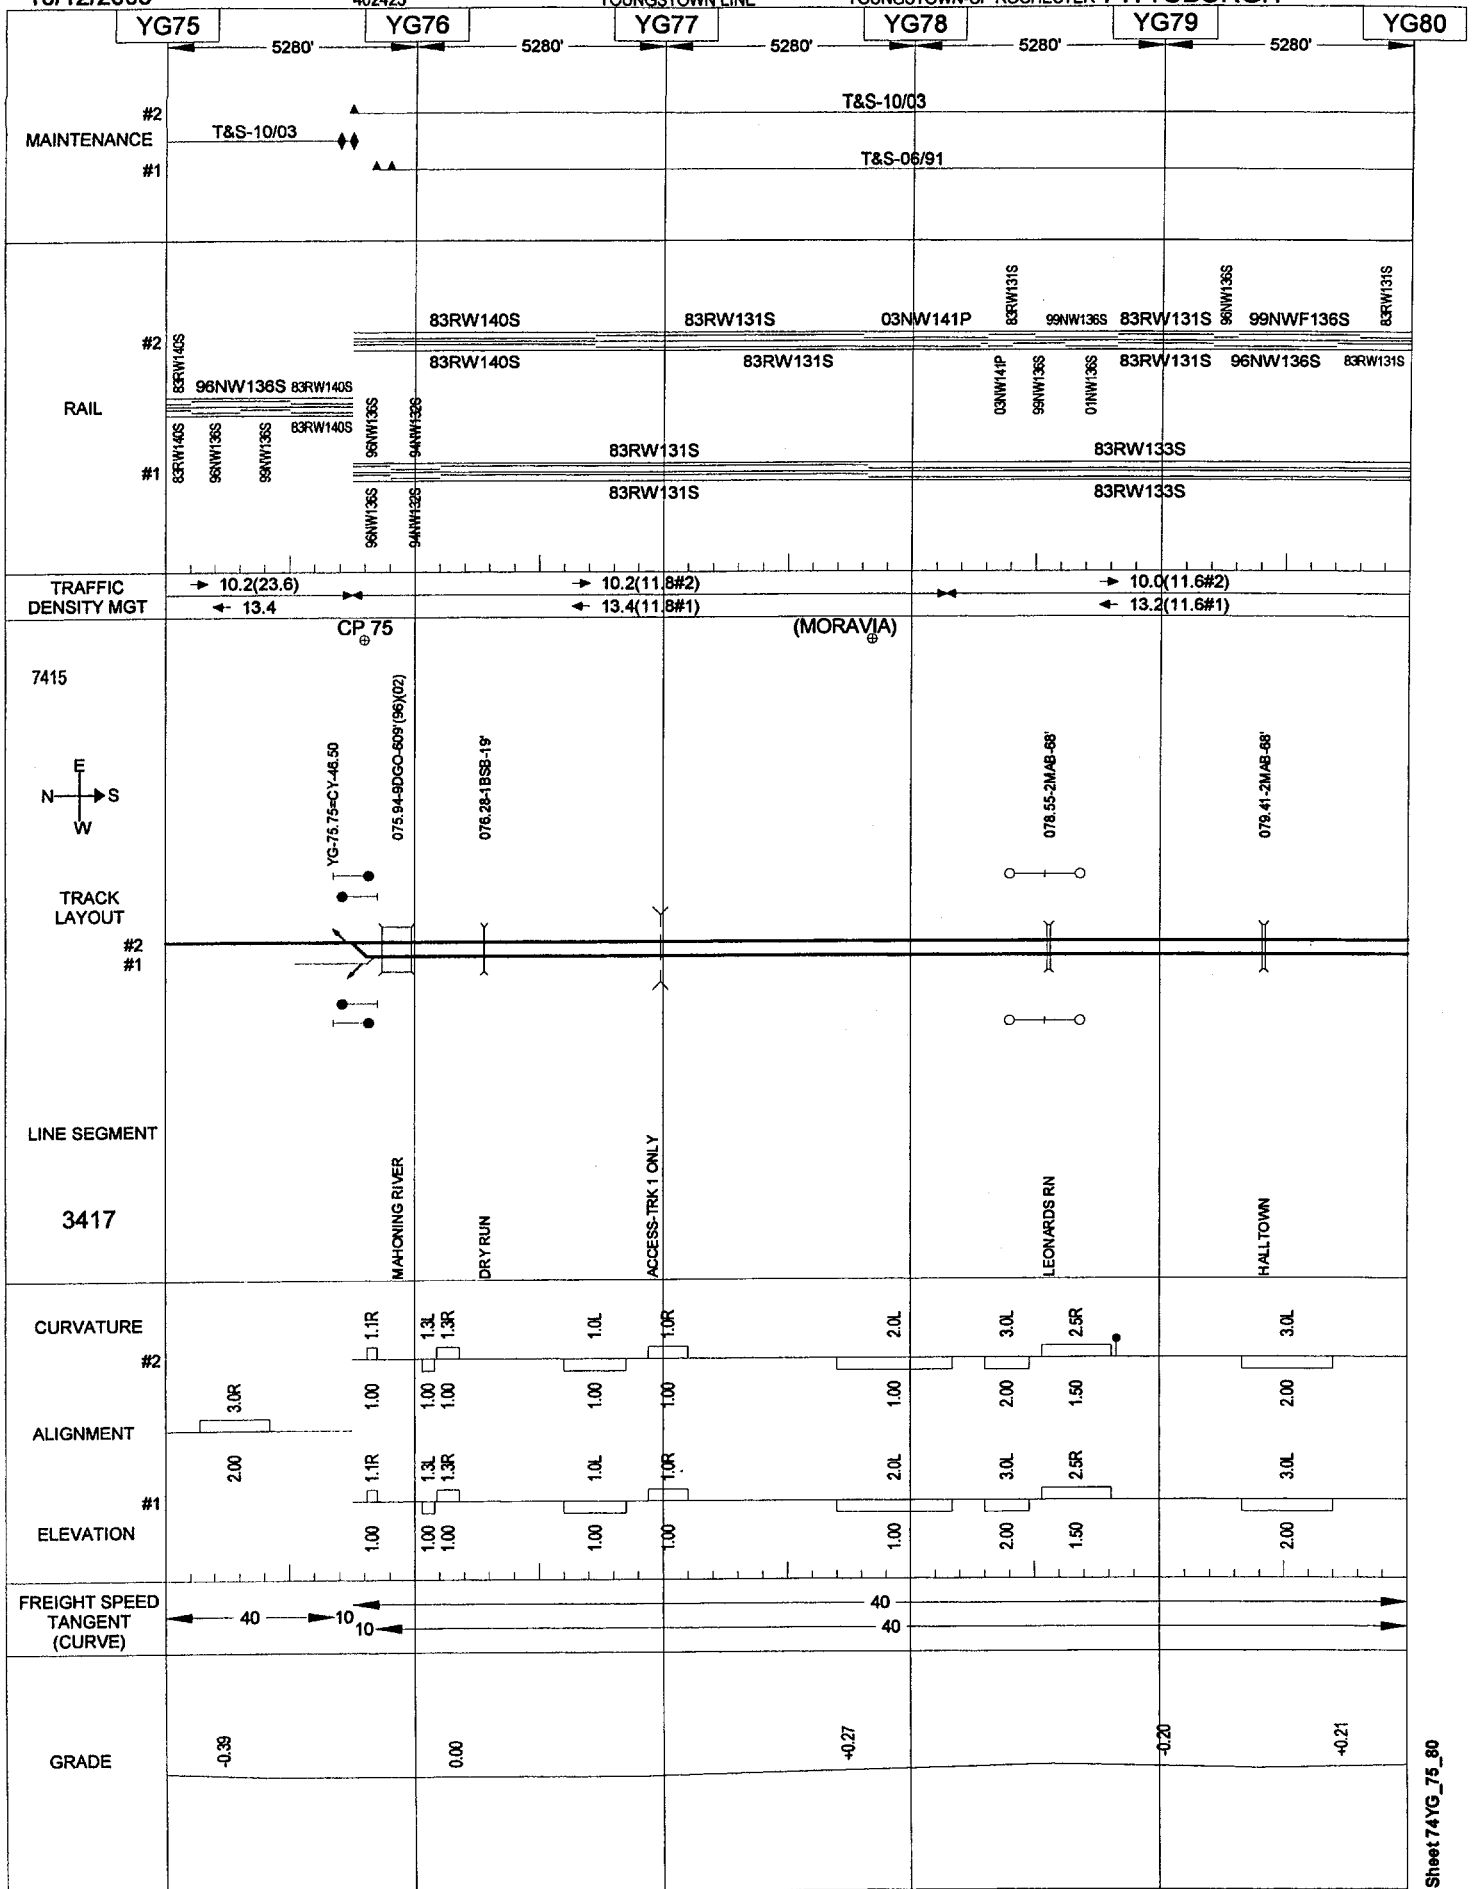 402423
YOUNGSTOWN LINE
YG75 YG76 YG77 YG78 YG79 YG80
5280' 5280' 5280' 5280' 5280'
#2
T&S-10/03
MAINTENANCE
T&S-10/03
#1
T&S-06/91
83RW131S
96NW136S
83RW131S
83RW140S 83RW131S 03NW141P 99NW136S 83RW131S 99NWF136S
#2
83RW140S 83RW131S 83RW131S 96NW136S 83RW131S
03NW141P
99NW136S
01NW136S
83RW140S
96NW136S 83RW140S
RAIL
83RW140S
83RW140S
96NW136S
99NW136S
96NW136S
94NW132S
83RW131S 83RW133S
#1
83RW131S 83RW133S
96NW136S
94NW132S
TRAFFIC
DENSITY MGT
10.2(23.6) 10.2(11.8#2) 10.0(11.6#2)
13.4 13.4(11.8#1) 13.2(11.6#1)
CP 75
(MORAVIA)
7415
E
N S
W
YG-75.75=CY-46.50
075.94-9DGO-609'(96)(02)
076.28-1BSB-19'
078.55-2MAB-68'
079.41-2MAB-68'
TRACK
LAYOUT
#2
#1
LINE SEGMENT
3417
MAHONING RIVER
DRY RUN
ACCESS-TRK 1 ONLY
LEONARDS RN
HALLTOWN
CURVATURE
#2
1.1R 1.3L 1.3R 1.0L 1.0R 2.0L 3.0L 2.5R 3.0L
1.00 1.00 1.00 1.00 1.00 1.00 2.00 1.50 2.00
3.0R
ALIGNMENT
2.00
1.1R 1.3L 1.3R 1.0L 1.0R 2.0L 3.0L 2.5R 3.0L
#1
ELEVATION
1.00 1.00 1.00 1.00 1.00 1.00 2.00 1.50 2.00
FREIGHT SPEED
TANGENT
(CURVE)
40 10 40
10 40
GRADE
-0.39 0.00 +0.27 -0.20 +0.21
Sheet 74YG_75_80